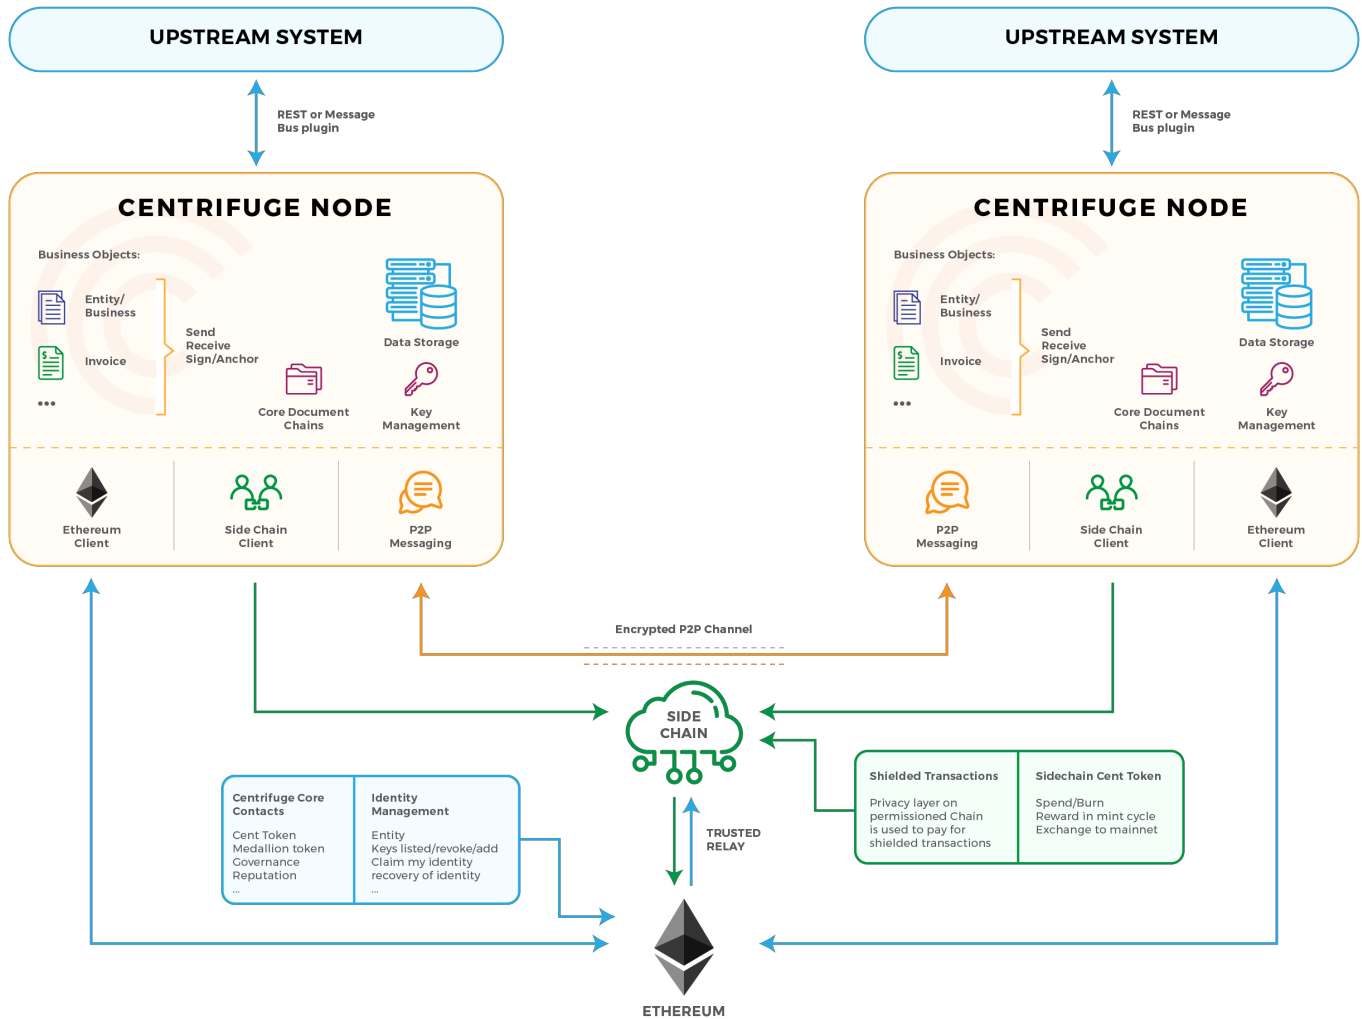 UPSTREAM SYSTEM
REST or Message
Bus plugin
CENTRIFUGE NODE
Business Objects:
Entity/
Business
Invoice
...
Send
Receive
Sign/Anchor
Core Document
Chains
Data Storage
Key
Management
Ethereum
Client
Side Chain
Client
P2P
Messaging
UPSTREAM SYSTEM
REST or Message
Bus plugin
CENTRIFUGE NODE
Business Objects:
Entity/
Business
Invoice
...
Send
Receive
Sign/Anchor
Core Document
Chains
Data Storage
Key
Management
P2P
Messaging
Side Chain
Client
Ethereum
Client
Encrypted P2P Channel
SIDE
CHAIN
Centrifuge Core
Contacts
Cent Token
Medallion token
Governance
Reputation
...
Identity
Management
Entity
Keys listed/revoke/add
Claim my identity
recovery of identity
...
TRUSTED
RELAY
Shielded Transactions
Privacy layer on
permissioned Chain
is used to pay for
shielded transactions
Sidechain Cent Token
Spend/Burn
Reward in mint cycle
Exchange to mainnet
ETHEREUM